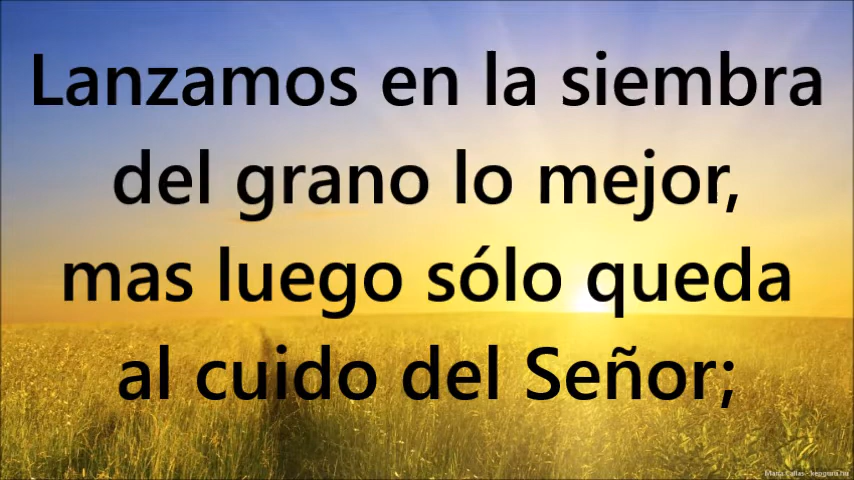 Lanzamos en la siembra
del grano lo mejor,
mas luego sólo queda
al cuido del Señor;